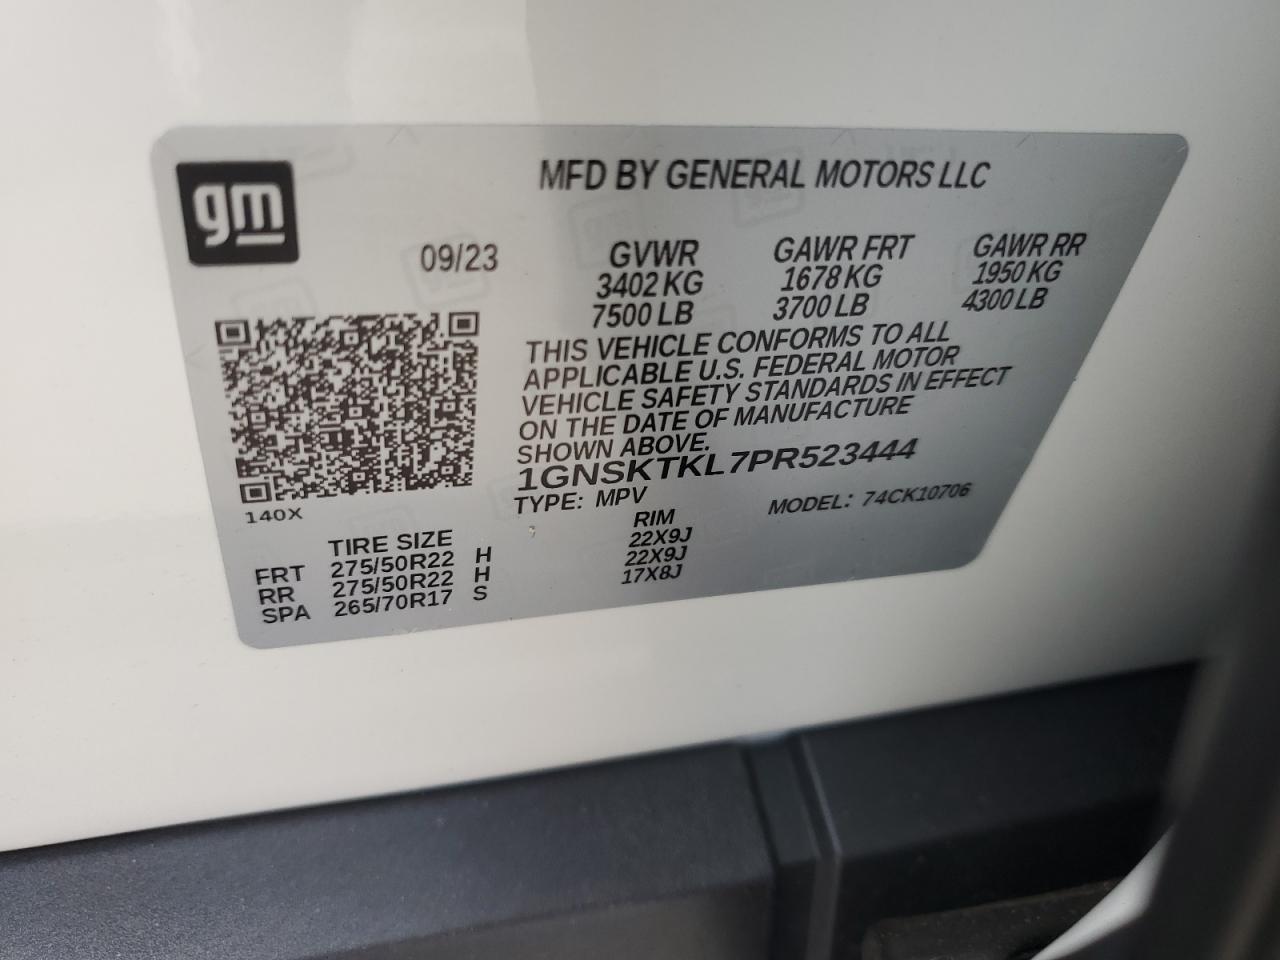 gm
MFD BY GENERAL MOTORS LLC
09/23
GVWR GAWR FRT GAWR RR
3402 KG 1678 KG 1950 KG
7500 LB 3700 LB 4300 LB
THIS VEHICLE CONFORMS TO ALL
APPLICABLE U.S. FEDERAL MOTOR
VEHICLE SAFETY STANDARDS IN EFFECT
ON THE DATE OF MANUFACTURE
SHOWN ABOVE.
1GNSKTKL7PR523444
TYPE: MPV MODEL: 74CK10706
140X
TIRE SIZE RIM
FRT 275/50R22 H 22X9J
RR 275/50R22 H 22X9J
SPA 265/70R17 S 17X8J